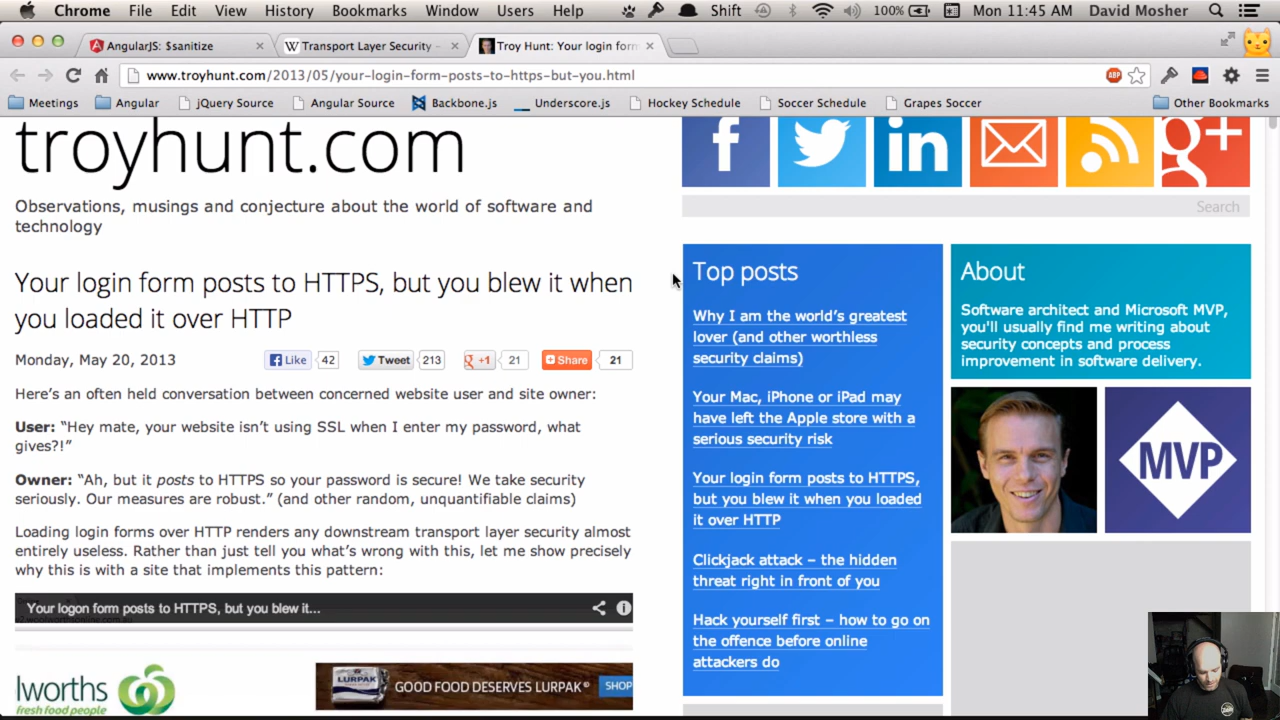 Chrome File Edit View History Bookmarks Window Users Help Shift 100% Mon 11:45 AM David Mosher
AngularJS: $sanitize
Transport Layer Security -
Troy Hunt: Your login form
www.troyhunt.com/2013/05/your-login-form-posts-to-https-but-you.html
ABP
Meetings Angular jQuery Source Angular Source Backbone.js Underscore.js Hockey Schedule Soccer Schedule Grapes Soccer Other Bookmarks
troyhunt.com
Observations, musings and conjecture about the world of software and
technology
Search
Your login form posts to HTTPS, but you blew it when
you loaded it over HTTP
Monday, May 20, 2013
Like 42 Tweet 213 +1 21 Share 21
Here's an often held conversation between concerned website user and site owner:
User: “Hey mate, your website isn't using SSL when I enter my password, what
gives?!”
Owner: “Ah, but it posts to HTTPS so your password is secure! We take security
seriously. Our measures are robust.” (and other random, unquantifiable claims)
Loading login forms over HTTP renders any downstream transport layer security almost
entirely useless. Rather than just tell you what's wrong with this, let me show precisely
why this is with a site that implements this pattern:
Your logon form posts to HTTPS, but you blew it...
lworths
fresh food people
LURPAK
GOOD FOOD DESERVES LURPAK®
SHOP
Top posts
Why I am the world's greatest
lover (and other worthless
security claims)
Your Mac, iPhone or iPad may
have left the Apple store with a
serious security risk
Your login form posts to HTTPS,
but you blew it when you loaded
it over HTTP
Clickjack attack – the hidden
threat right in front of you
Hack yourself first – how to go on
the offence before online
attackers do
About
Software architect and Microsoft MVP,
you'll usually find me writing about
security concepts and process
improvement in software delivery.
MVP